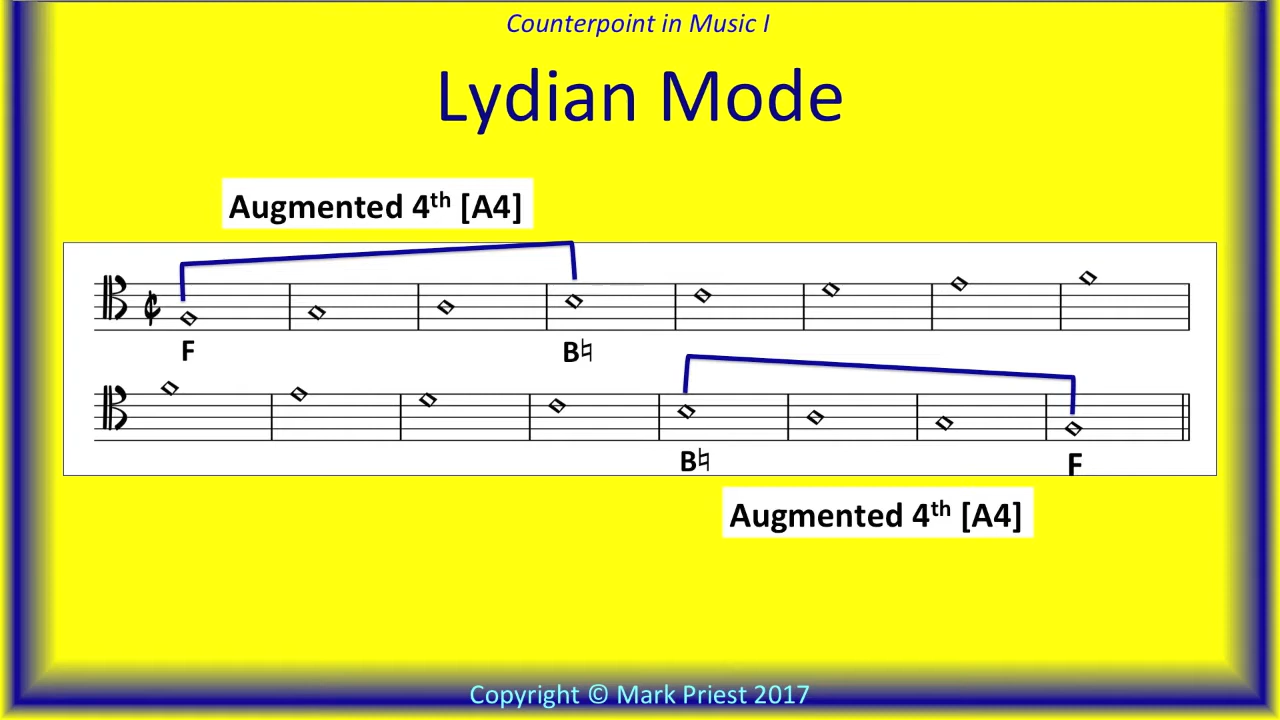 Counterpoint in Music I
Lydian Mode
Augmented 4th [A4]
F B♮
B♮ F
Augmented 4th [A4]
Copyright © Mark Priest 2017